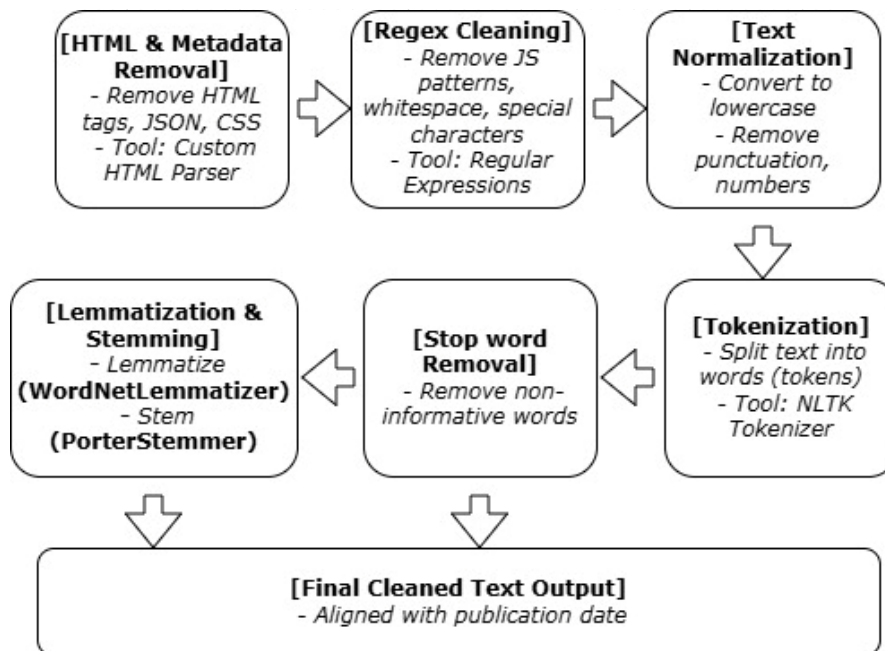 [HTML & Metadata
Removal]
- Remove HTML
tags, JSON, CSS
- Tool: Custom
HTML Parser
[Regex Cleaning]
- Remove JS
patterns,
whitespace, special
characters
- Tool: Regular
Expressions
[Text
Normalization]
- Convert to
lowercase
- Remove
punctuation,
numbers
[Tokenization]
- Split text into
words (tokens)
- Tool: NLTK
Tokenizer
[Stop word
Removal]
- Remove non-
informative words
[Lemmatization &
Stemming]
- Lemmatize
(WordNetLemmatizer)
- Stem
(PorterStemmer)
[Final Cleaned Text Output]
- Aligned with publication date